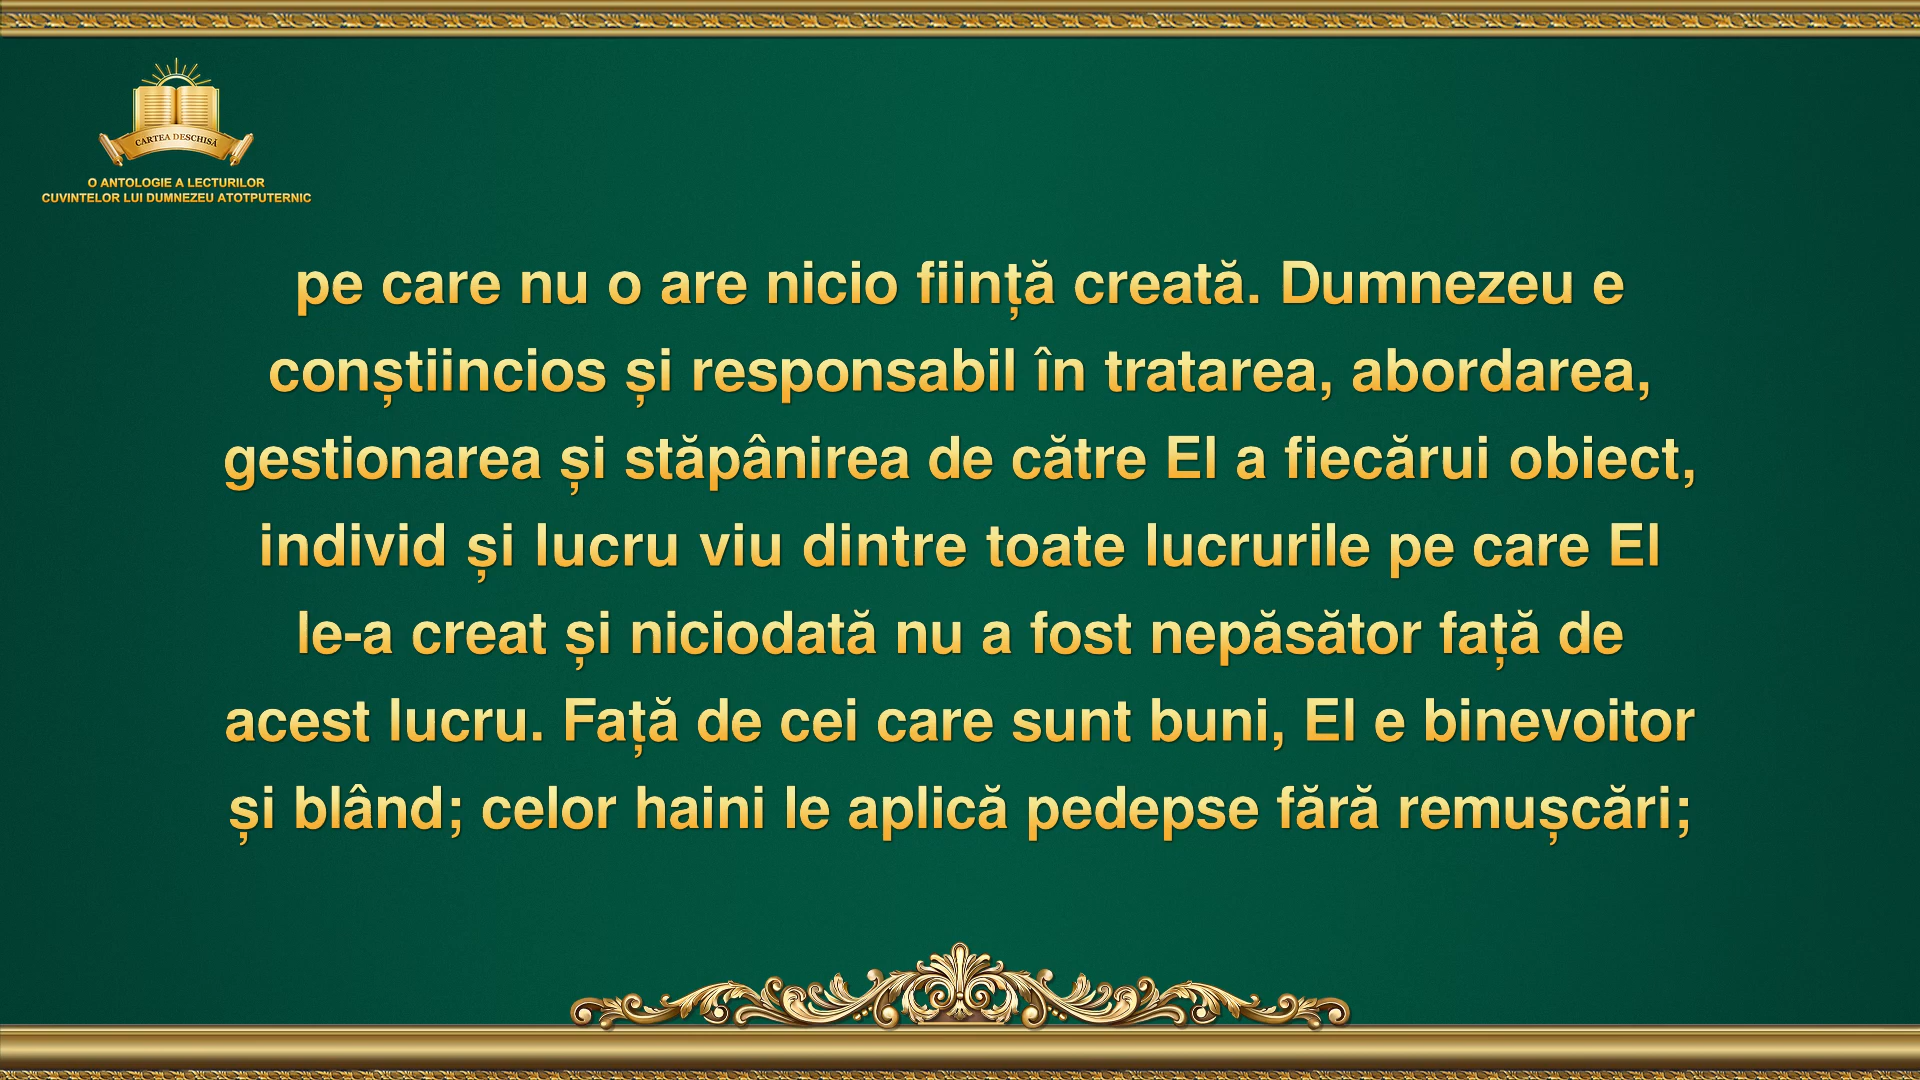 CARTEA DESCHISĂ
O ANTOLOGIE A LECTURILOR
CUVINTELOR LUI DUMNEZEU ATOTPUTERNIC
pe care nu o are nicio ființă creată. Dumnezeu e
conștiincios și responsabil în tratarea, abordarea,
gestionarea și stăpânirea de către El a fiecărui obiect,
individ și lucru viu dintre toate lucrurile pe care El
le-a creat și niciodată nu a fost nepăsător față de
acest lucru. Față de cei care sunt buni, El e binevoitor
și blând; celor haini le aplică pedepse fără remușcări;